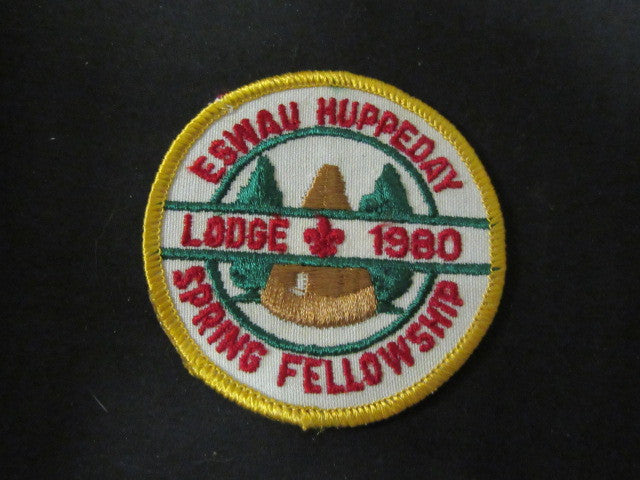 ESWAU HUPPEDAY
LODGE 1980
SPRING FELLOWSHIP